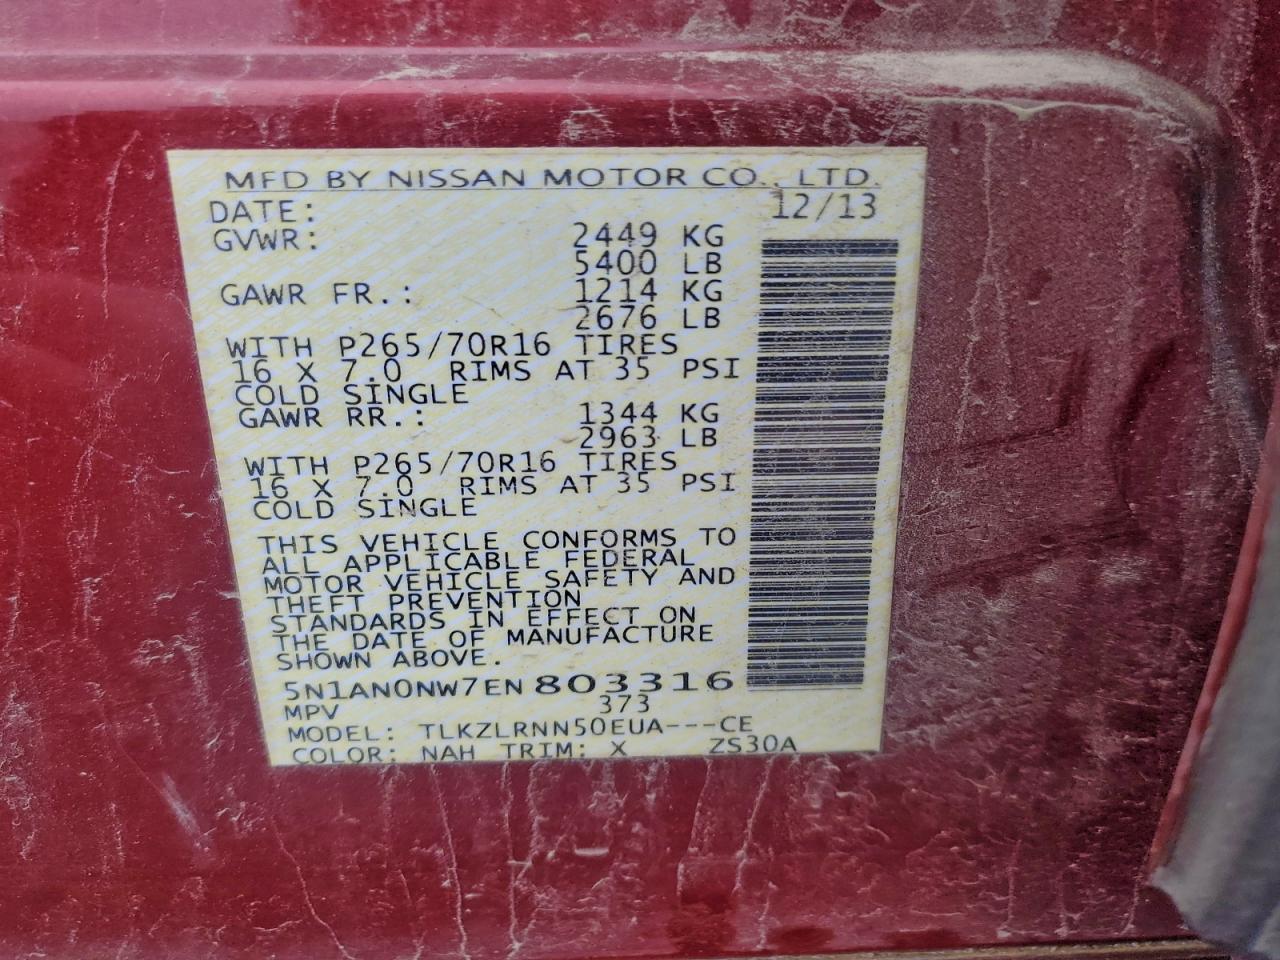 MFD BY NISSAN MOTOR CO., LTD.
DATE: 12/13
GVWR: 2449 KG
5400 LB
GAWR FR.: 1214 KG
2676 LB
WITH P265/70R16 TIRES
16 X 7.0 RIMS AT 35 PSI
COLD SINGLE
GAWR RR.: 1344 KG
2963 LB
WITH P265/70R16 TIRES
16 X 7.0 RIMS AT 35 PSI
COLD SINGLE
THIS VEHICLE CONFORMS TO
ALL APPLICABLE FEDERAL
MOTOR VEHICLE SAFETY AND
THEFT PREVENTION
STANDARDS IN EFFECT ON
THE DATE OF MANUFACTURE
SHOWN ABOVE.
5N1AN0NW7EN803316
MPV 373
MODEL: TLKZLRNN50EUA---CE
COLOR: NAH TRIM: X ZS30A